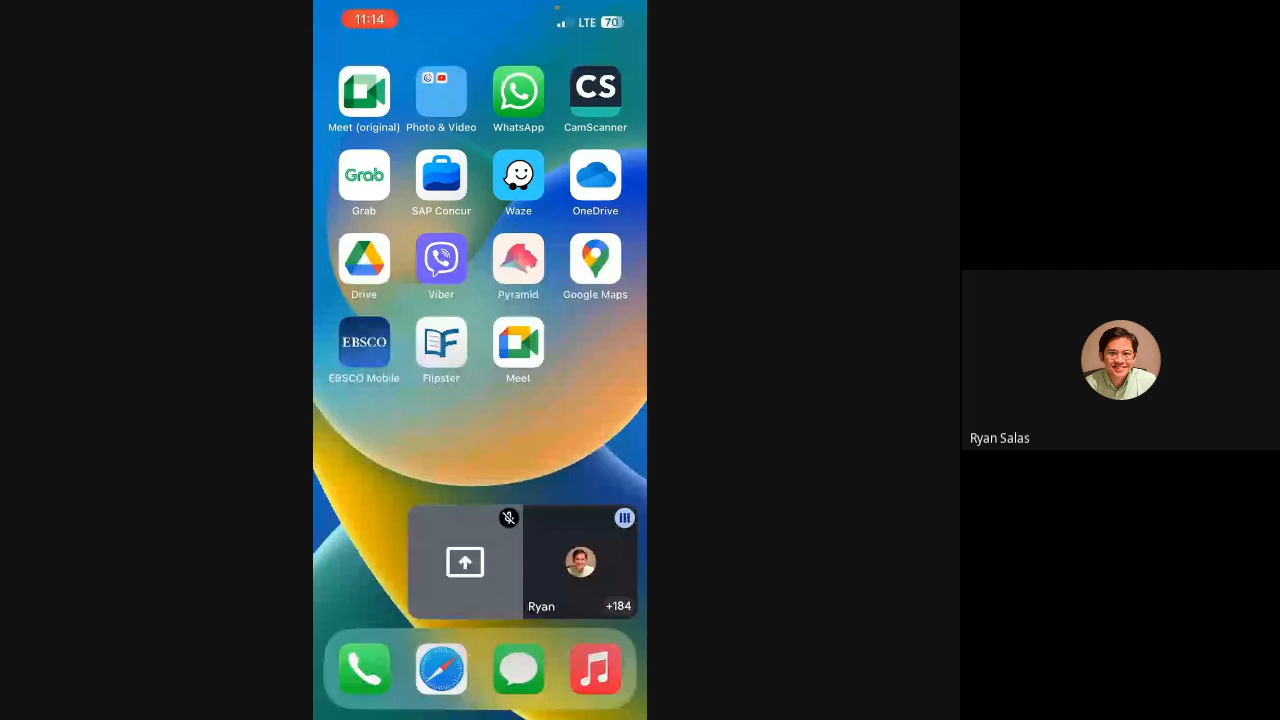 11:14 LTE 70
Meet (original) Photo & Video WhatsApp CamScanner
CS
Grab
Grab SAP Concur Waze OneDrive
Drive Viber Pyramid Google Maps
EBSCO
EBSCO Mobile Flipster Meet
Ryan +184
Ryan Salas